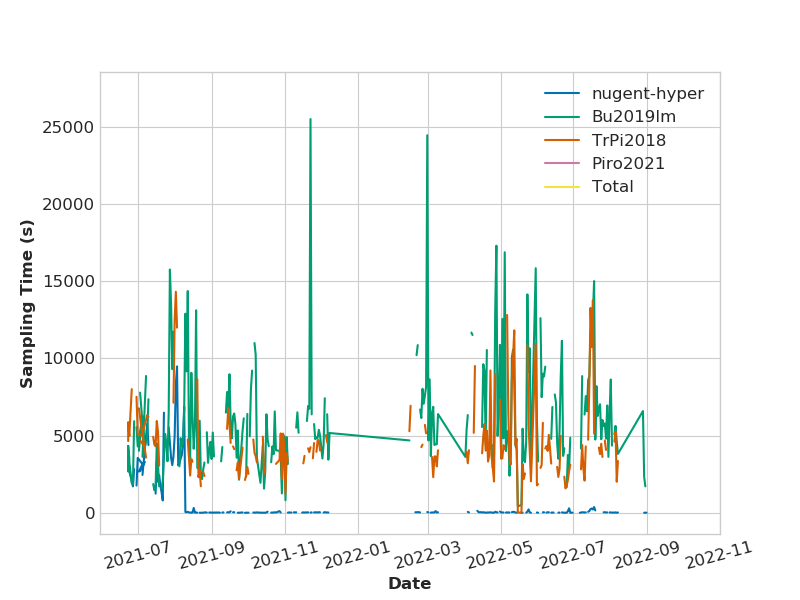 nugent-hyper
Bu2019lm
TrPi2018
Piro2021
Total
Sampling Time (s)
25000
20000
15000
10000
5000
0
2021-07
2021-09
2021-11
2022-01
2022-03
2022-05
2022-07
2022-09
2022-11
Date